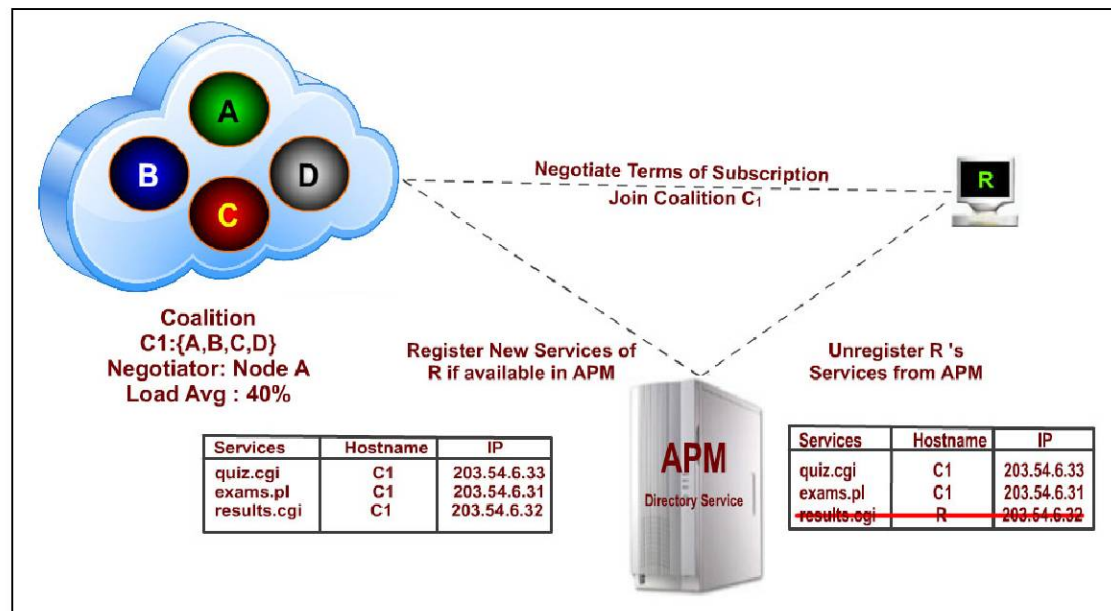 A
B
D
C
R
Negotiate Terms of Subscription
Join Coalition C₁
Coalition
C1:{A,B,C,D}
Negotiator: Node A
Load Avg : 40%
Register New Services of
R if available in APM
Unregister R 's
Services from APM
APM
Directory Service
Services Hostname IP
quiz.cgi C1 203.54.6.33
exams.pl C1 203.54.6.31
results.cgi C1 203.54.6.32
Services Hostname IP
quiz.cgi C1 203.54.6.33
exams.pl C1 203.54.6.31
results.cgi R 203.54.6.32